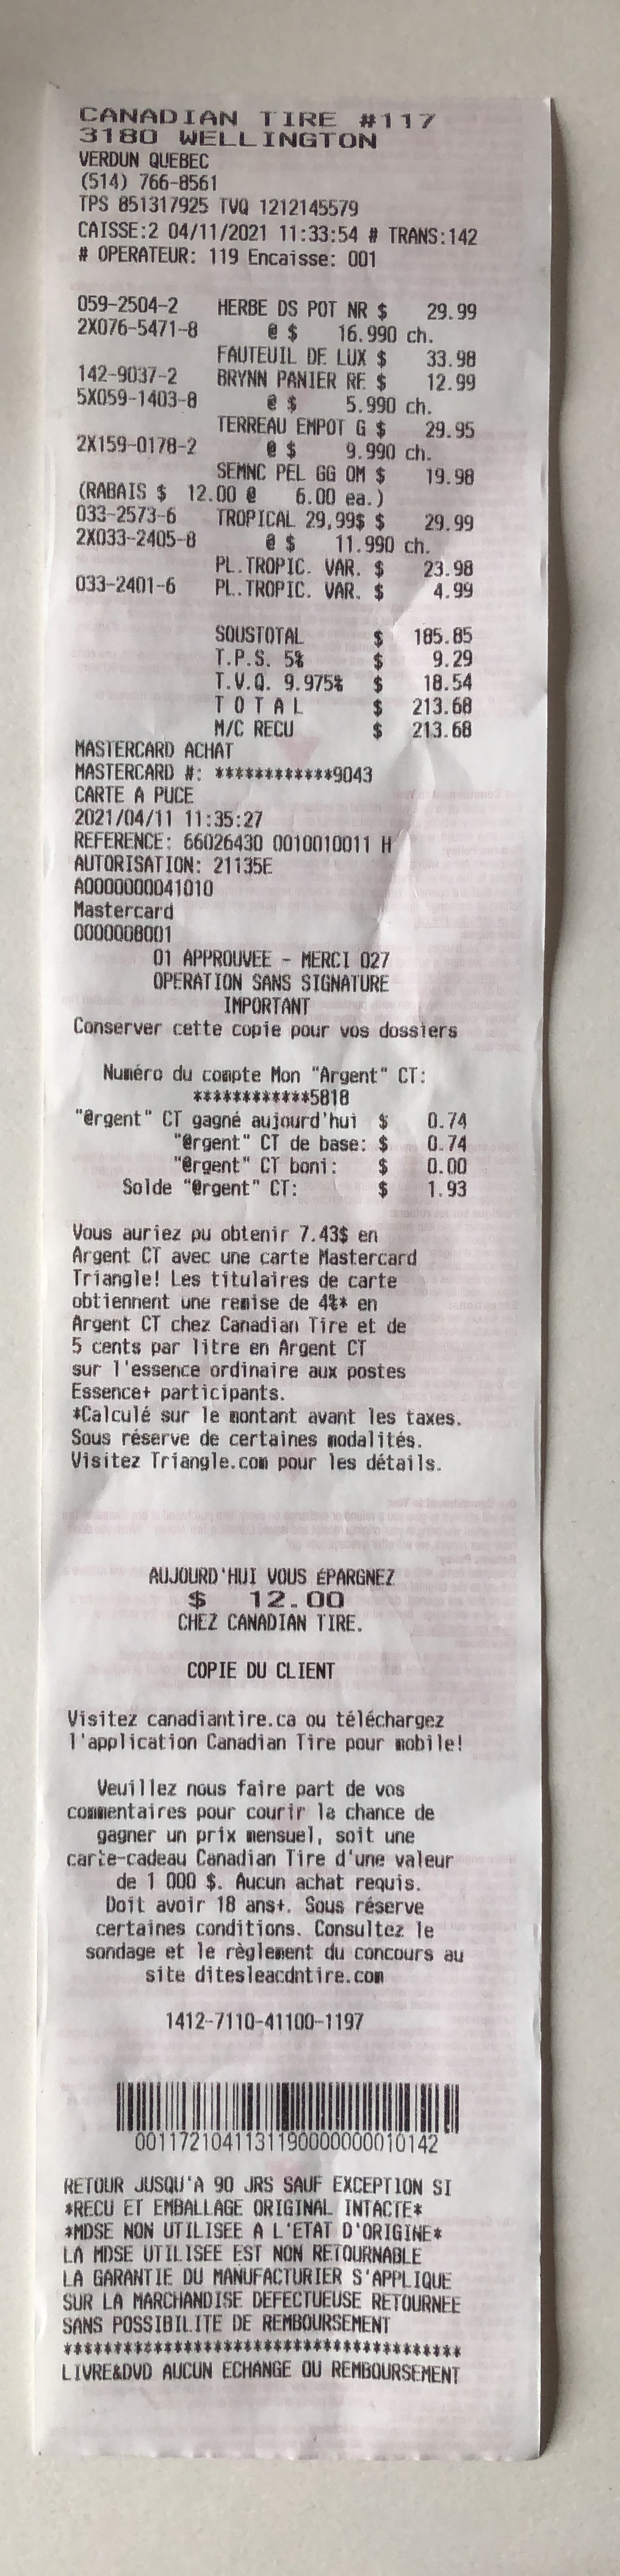 CANADIAN TIRE #117
3180 WELLINGTON
VERDUN QUEBEC
(514) 766-8561
TPS 851317925 TVQ 1212145579
CAISSE:2 04/11/2021 11:33:54 # TRANS:142
# OPERATEUR: 119 Encaisse: 001
059-2504-2 HERBE DS POT NR $ 29.99
2X076-5471-8 @ $ 16.990 ch.
FAUTEUIL DE LUX $ 33.98
142-9037-2 BRYNN PANIER RE $ 12.99
5X059-1403-8 @ $ 5.990 ch.
TERREAU EMPOT G $ 29.95
2X159-0178-2 @ $ 9.990 ch.
SEMNC PEL GG OM $ 19.98
(RABAIS $ 12.00 @ 6.00 ea.)
033-2573-6 TROPICAL 29,99$ $ 29.99
2X033-2405-8 @ $ 11.990 ch.
PL.TROPIC. VAR. $ 23.98
033-2401-6 PL.TROPIC. VAR. $ 4.99
SOUSTOTAL $ 185.85
T.P.S. 5% $ 9.29
T.V.Q. 9.975% $ 18.54
T O T A L $ 213.68
M/C RECU $ 213.68
MASTERCARD ACHAT
MASTERCARD #: ************9043
CARTE A PUCE
2021/04/11 11:35:27
REFERENCE: 66026430 0010010011 H
AUTORISATION: 21135E
A0000000041010
Mastercard
0000008001
01 APPROUVEE - MERCI 027
OPERATION SANS SIGNATURE
IMPORTANT
Conserver cette copie pour vos dossiers
Numéro du compte Mon "Argent" CT:
************5818
"@rgent" CT gagné aujourd'hui $ 0.74
"@rgent" CT de base: $ 0.74
"@rgent" CT boni: $ 0.00
Solde "@rgent" CT: $ 1.93
Vous auriez pu obtenir 7.43$ en
Argent CT avec une carte Mastercard
Triangle! Les titulaires de carte
obtiennent une remise de 4%* en
Argent CT chez Canadian Tire et de
5 cents par litre en Argent CT
sur l'essence ordinaire aux postes
Essence+ participants.
*Calculé sur le montant avant les taxes.
Sous réserve de certaines modalités.
Visitez Triangle.com pour les détails.
AUJOURD'HUI VOUS ÉPARGNEZ
$ 12.00
CHEZ CANADIAN TIRE.
COPIE DU CLIENT
Visitez canadiantire.ca ou téléchargez
l'application Canadian Tire pour mobile!
Veuillez nous faire part de vos
commentaires pour courir la chance de
gagner un prix mensuel, soit une
carte-cadeau Canadian Tire d'une valeur
de 1 000 $. Aucun achat requis.
Doit avoir 18 ans+. Sous réserve
certaines conditions. Consultez le
sondage et le règlement du concours au
site ditesleacdntire.com
1412-7110-41100-1197
0011721041131190000000010142
RETOUR JUSQU'A 90 JRS SAUF EXCEPTION SI
*RECU ET EMBALLAGE ORIGINAL INTACTE*
*MDSE NON UTILISEE A L'ETAT D'ORIGINE*
LA MDSE UTILISEE EST NON RETOURNABLE
LA GARANTIE DU MANUFACTURIER S'APPLIQUE
SUR LA MARCHANDISE DEFECTUEUSE RETOURNEE
SANS POSSIBILITE DE REMBOURSEMENT
****************************************
LIVRE&DVD AUCUN ECHANGE OU REMBOURSEMENT